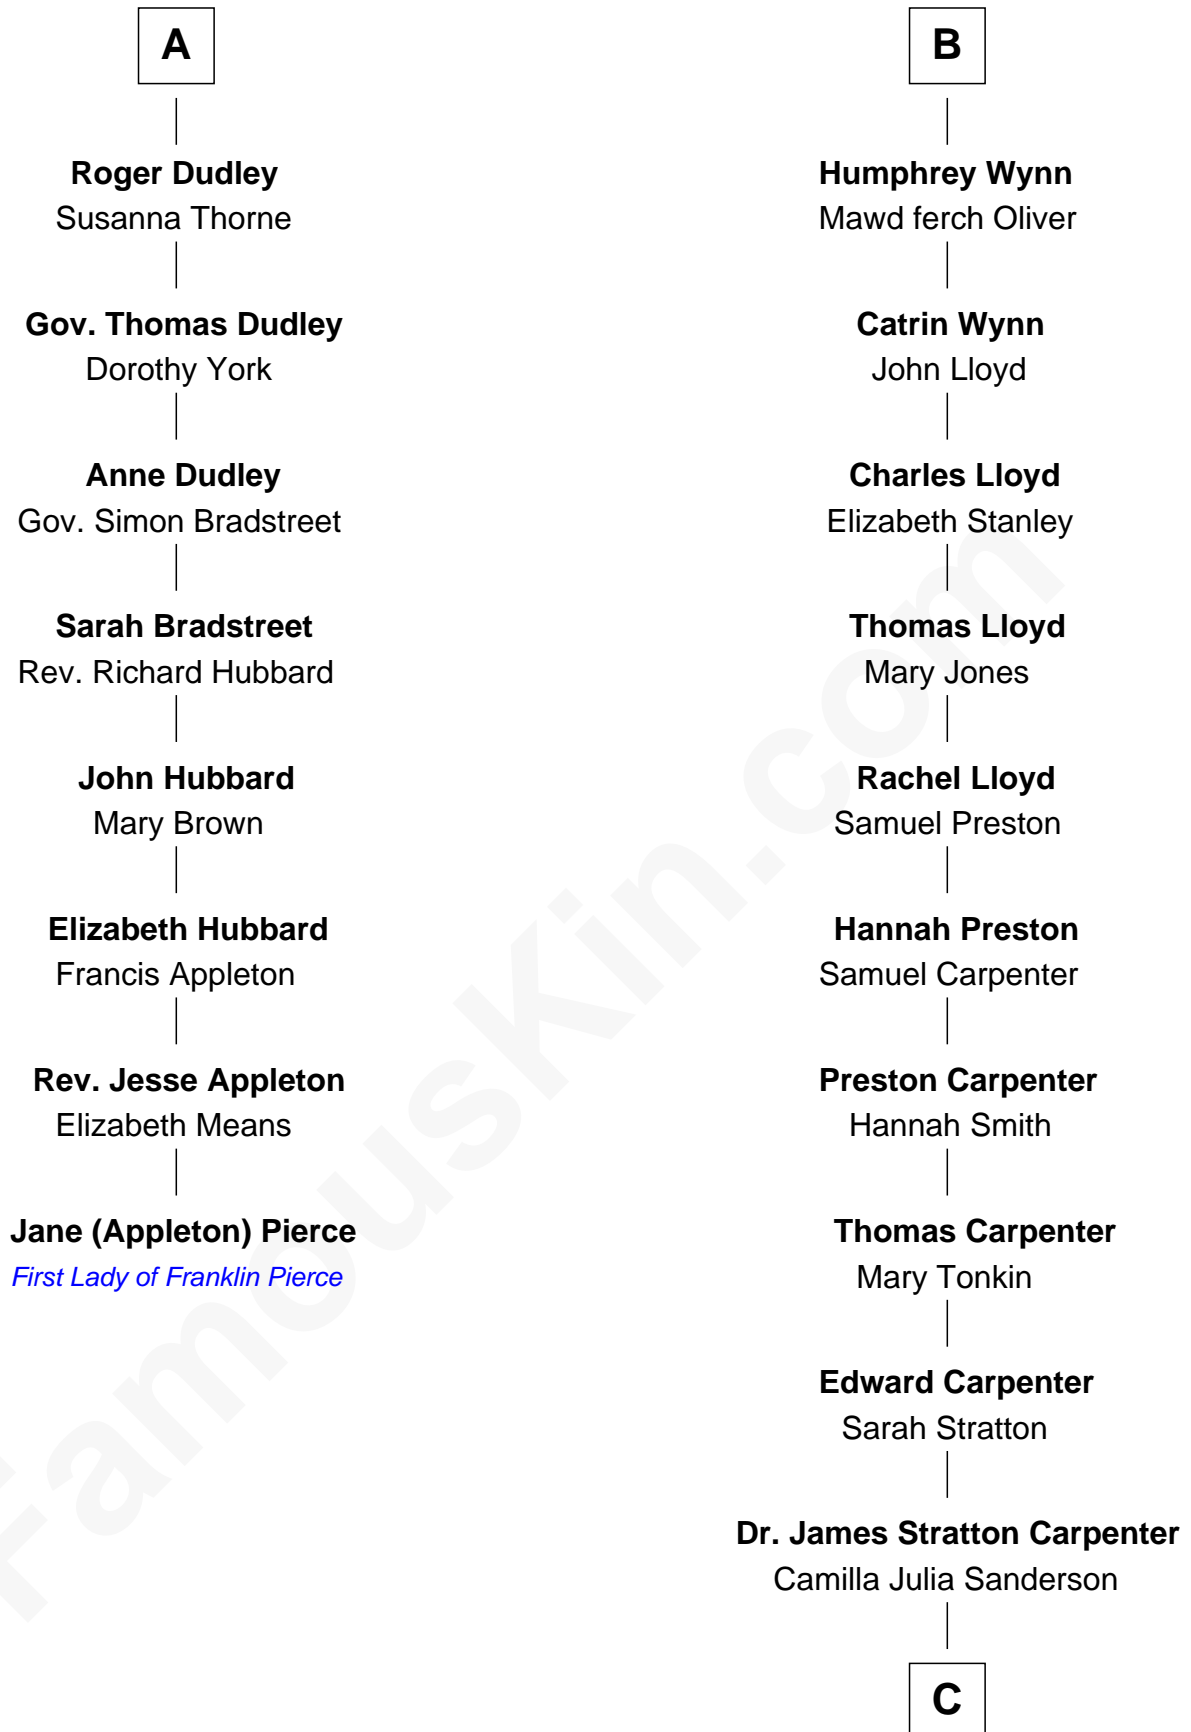 A
Roger Dudley
Susanna Thorne
Gov. Thomas Dudley
Dorothy York
Anne Dudley
Gov. Simon Bradstreet
Sarah Bradstreet
Rev. Richard Hubbard
John Hubbard
Mary Brown
Elizabeth Hubbard
Francis Appleton
Rev. Jesse Appleton
Elizabeth Means
Jane (Appleton) Pierce
First Lady of Franklin Pierce
B
Humphrey Wynn
Mawd ferch Oliver
Catrin Wynn
John Lloyd
Charles Lloyd
Elizabeth Stanley
Thomas Lloyd
Mary Jones
Rachel Lloyd
Samuel Preston
Hannah Preston
Samuel Carpenter
Preston Carpenter
Hannah Smith
Thomas Carpenter
Mary Tonkin
Edward Carpenter
Sarah Stratton
Dr. James Stratton Carpenter
Camilla Julia Sanderson
C
FamousKin.com